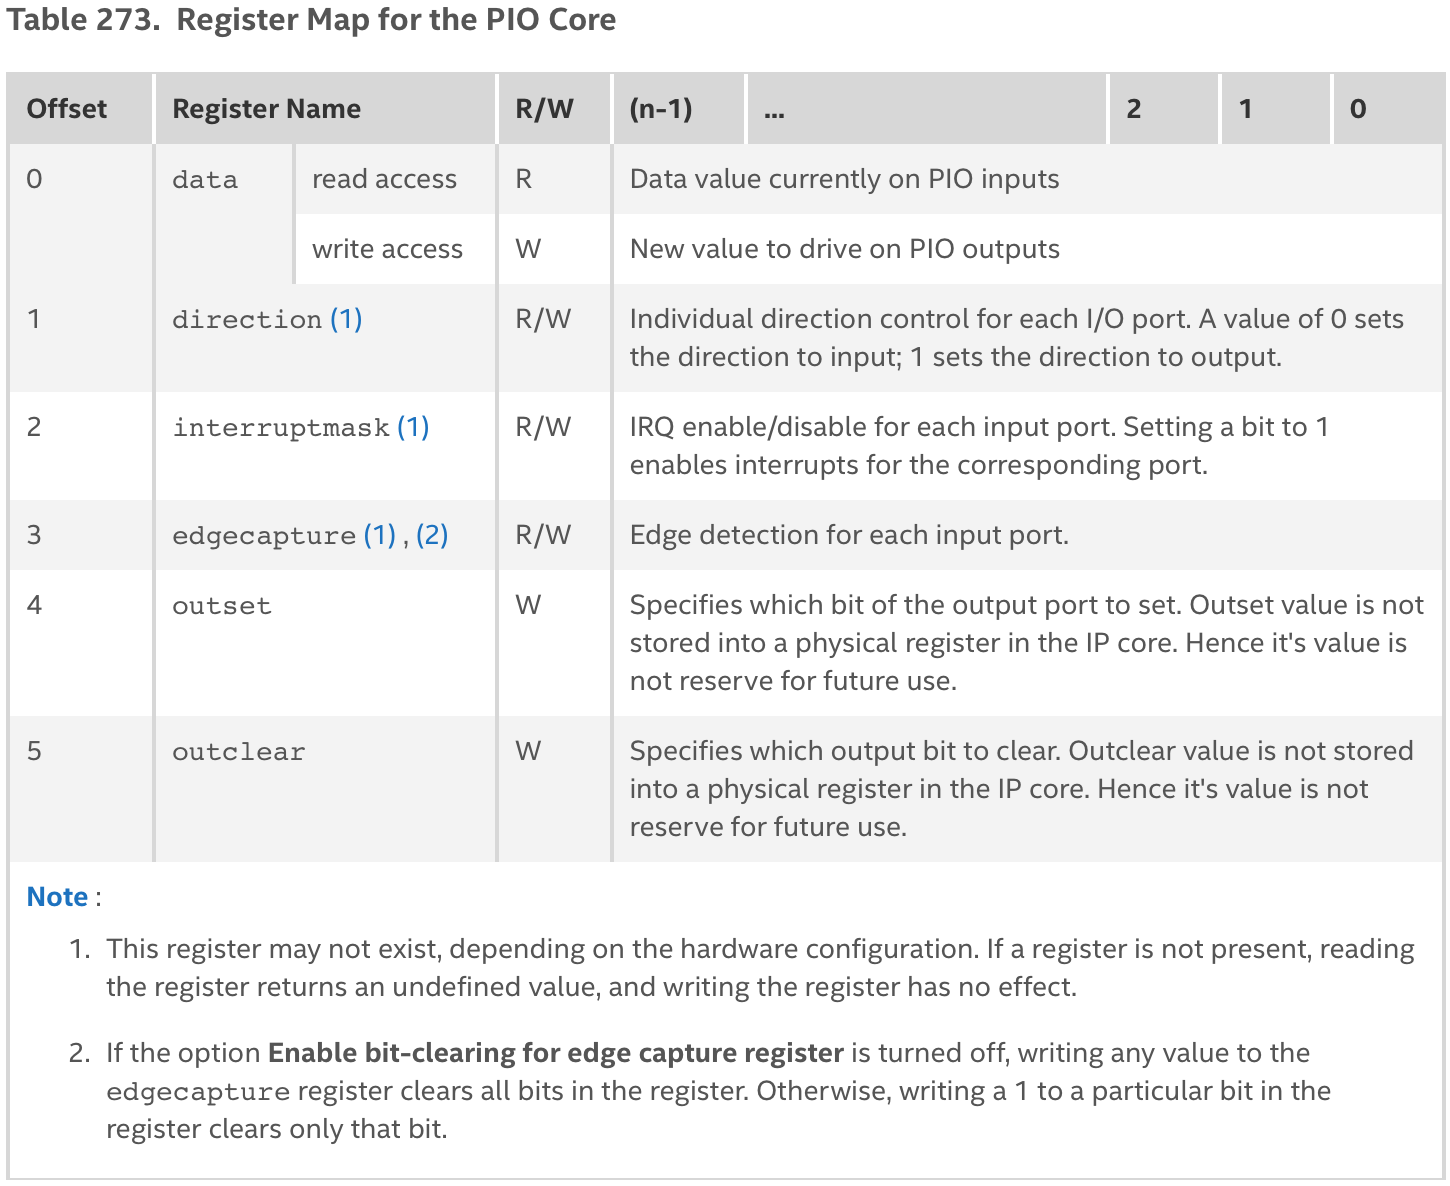 Table 273. Register Map for the PIO Core
Offset Register Name R/W (n-1) ... 2 1 0
0 data read access R Data value currently on PIO inputs
write access W New value to drive on PIO outputs
1 direction (1) R/W Individual direction control for each I/O port. A value of 0 sets
the direction to input; 1 sets the direction to output.
2 interruptmask (1) R/W IRQ enable/disable for each input port. Setting a bit to 1
enables interrupts for the corresponding port.
3 edgecapture (1) , (2) R/W Edge detection for each input port.
4 outset W Specifies which bit of the output port to set. Outset value is not
stored into a physical register in the IP core. Hence it's value is
not reserve for future use.
5 outclear W Specifies which output bit to clear. Outclear value is not stored
into a physical register in the IP core. Hence it's value is not
reserve for future use.
Note :
1. This register may not exist, depending on the hardware configuration. If a register is not present, reading
the register returns an undefined value, and writing the register has no effect.
2. If the option Enable bit-clearing for edge capture register is turned off, writing any value to the
edgecapture register clears all bits in the register. Otherwise, writing a 1 to a particular bit in the
register clears only that bit.